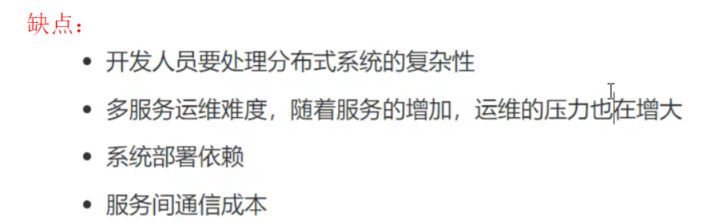 缺点：
• 开发人员要处理分布式系统的复杂性
• 多服务运维难度，随着服务的增加，运维的压力也在增大
• 系统部署依赖
• 服务间通信成本